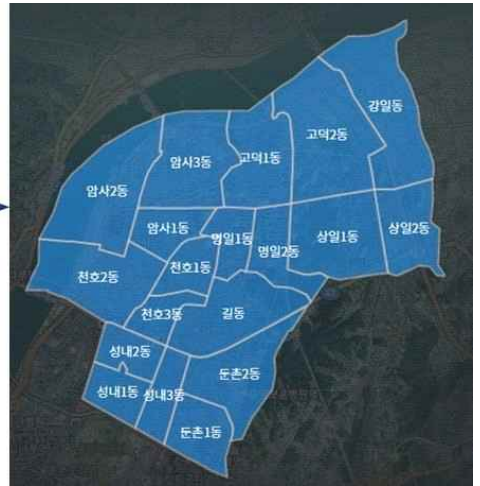 강일동
고덕2동
고덕1동
암사3동
암사2동
암사1동
명일1동
명일2동
상일1동
상일2동
천호1동
천호2동
천호3동
길동
성내2동
둔촌2동
성내1동
성내3동
둔촌1동